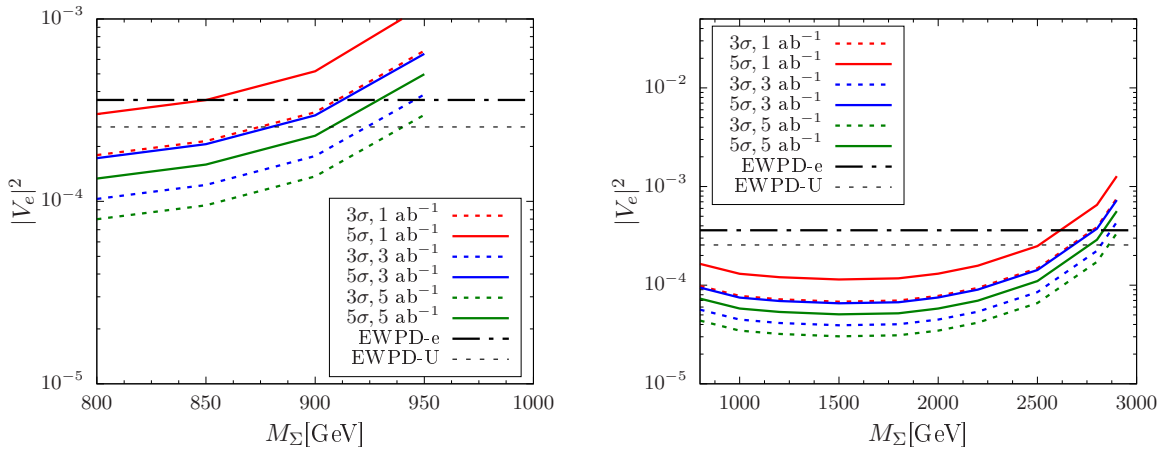 10⁻³
10⁻⁴
10⁻⁵
|Vₑ|²
800
850
900
950
1000
M_Σ[GeV]
3σ, 1 ab⁻¹
5σ, 1 ab⁻¹
3σ, 3 ab⁻¹
5σ, 3 ab⁻¹
3σ, 5 ab⁻¹
5σ, 5 ab⁻¹
EWPD-e
EWPD-U
10⁻²
10⁻³
10⁻⁴
10⁻⁵
|Vₑ|²
1000
1500
2000
2500
3000
M_Σ[GeV]
3σ, 1 ab⁻¹
5σ, 1 ab⁻¹
3σ, 3 ab⁻¹
5σ, 3 ab⁻¹
3σ, 5 ab⁻¹
5σ, 5 ab⁻¹
EWPD-e
EWPD-U